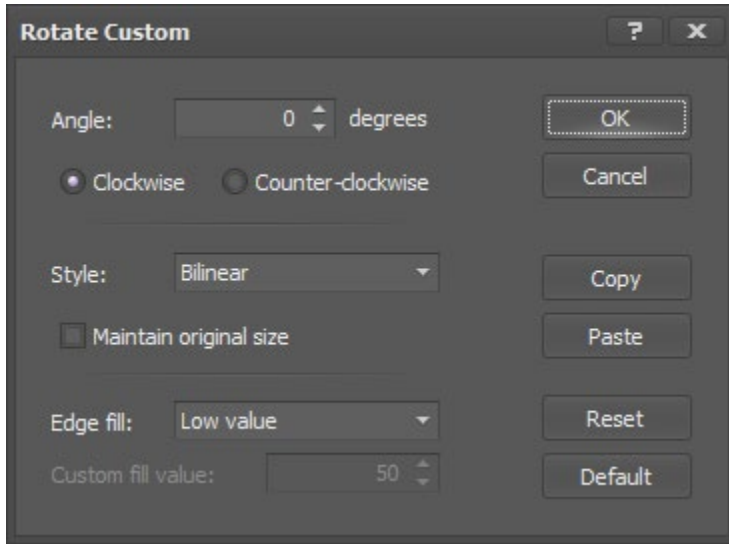 Rotate Custom ? x
Angle: 0 degrees OK
Clockwise Counter-clockwise Cancel
Style: Bilinear Copy
Maintain original size Paste
Edge fill: Low value Reset
Custom fill value: 50 Default